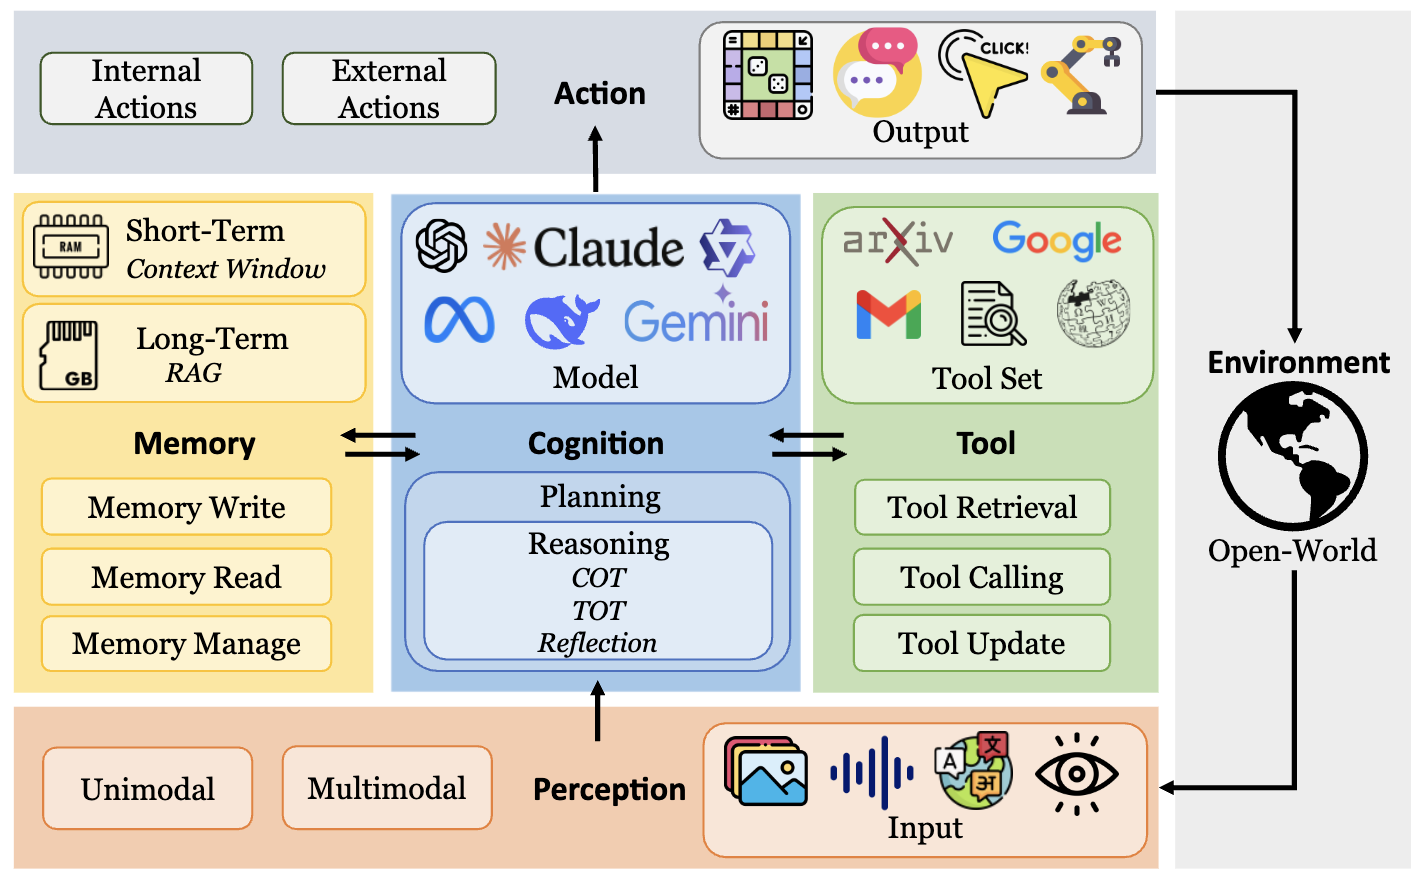 Internal
Actions
External
Actions
Action
CLICK!
Output
RAM
Short-Term
Context Window
GB
Long-Term
RAG
Memory
Memory Write
Memory Read
Memory Manage
Claude
Gemini
Model
Cognition
Planning
Reasoning
COT
TOT
Reflection
arXiv
Google
Tool Set
Tool
Tool Retrieval
Tool Calling
Tool Update
Environment
Open-World
Unimodal
Multimodal
Perception
A
文
अ
Input